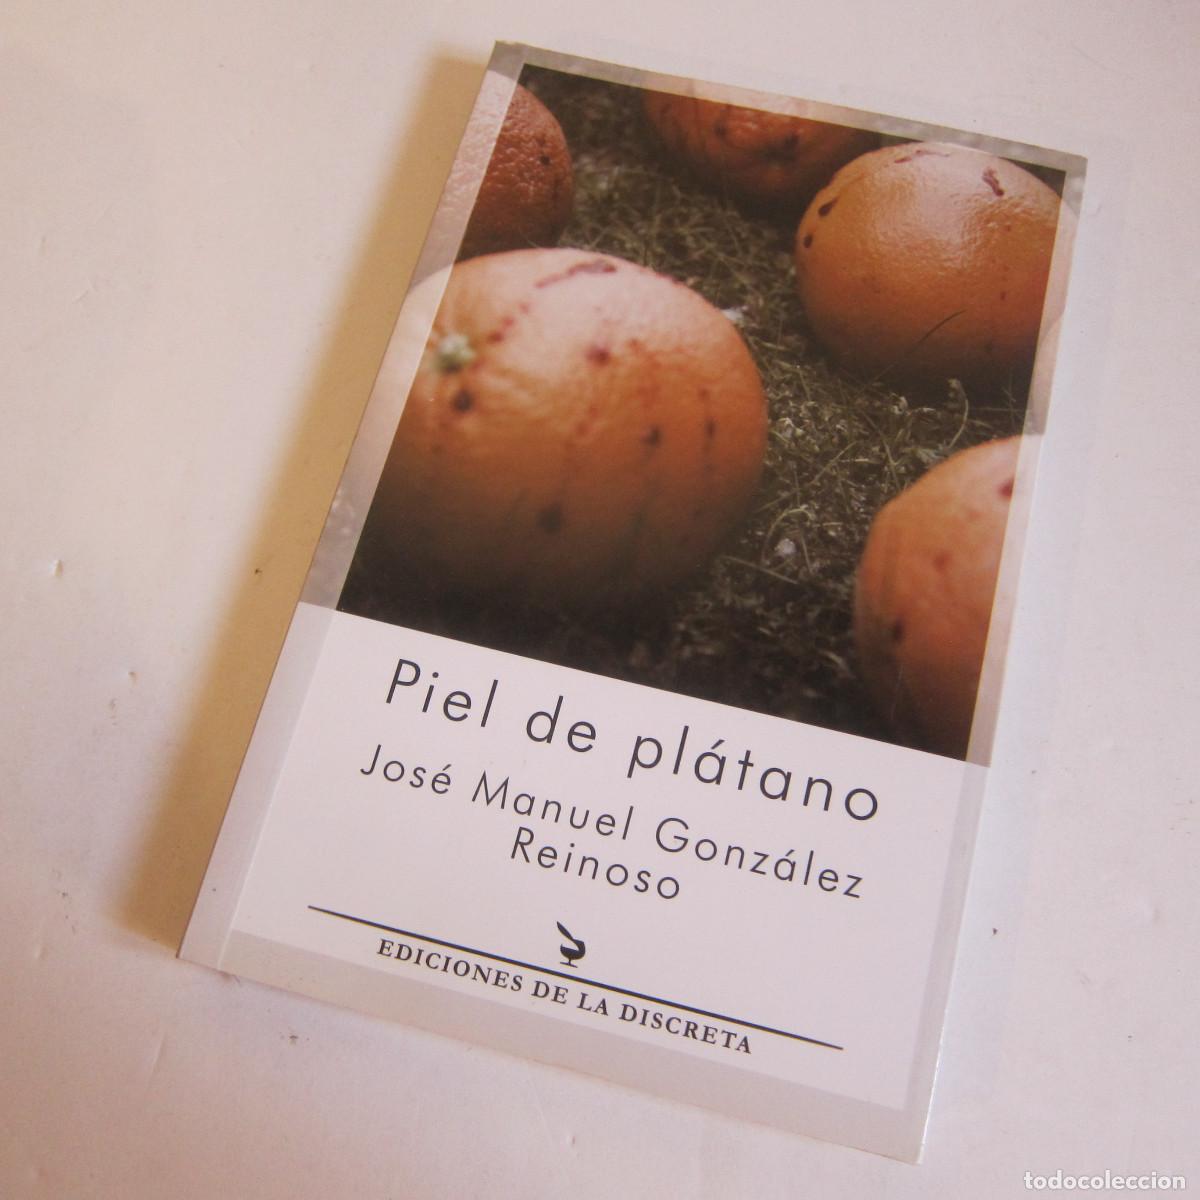 Piel de plátano
José Manuel González
Reinoso
EDICIONES DE LA DISCRETA
todocoleccion